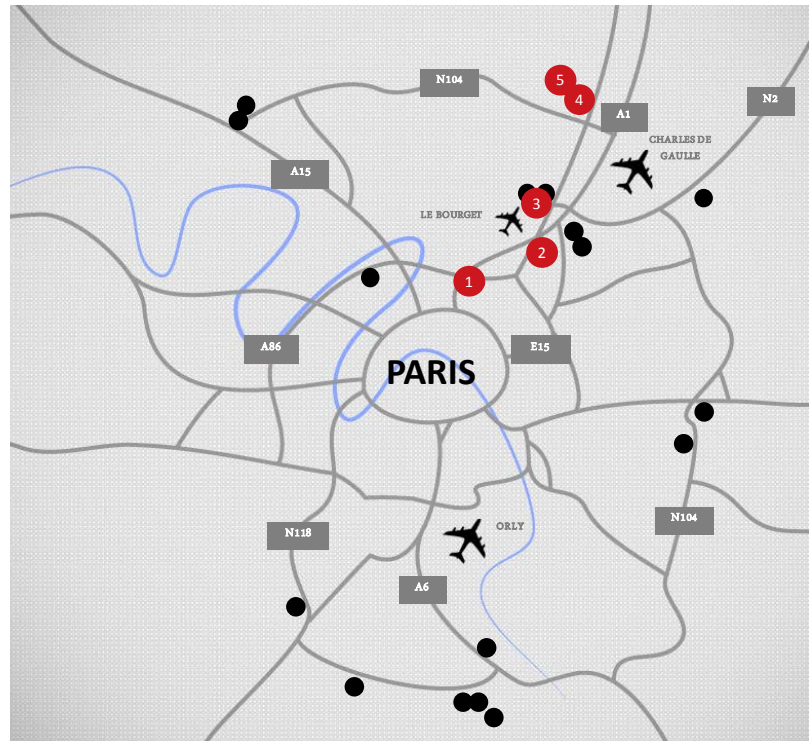 5
N104
4
N2
A1
CHARLES DE
GAULLE
A15
3
LE BOURGET
2
1
A86
E15
PARIS
N104
ORLY
N118
A6